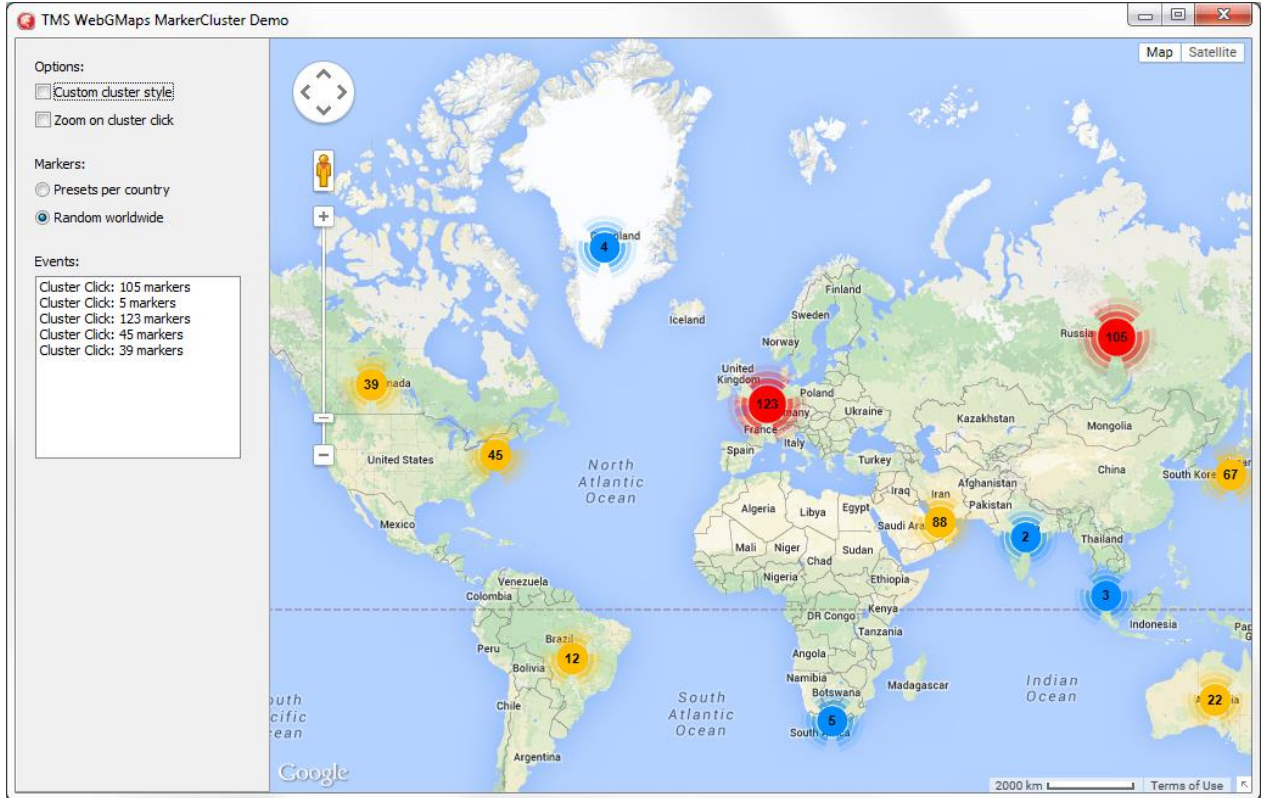 TMS WebGMaps MarkerCluster Demo
Options:
Custom cluster style
Zoom on cluster click
Markers:
Presets per country
Random worldwide
Events:
Cluster Click: 105 markers
Cluster Click: 5 markers
Cluster Click: 123 markers
Cluster Click: 45 markers
Cluster Click: 39 markers
Map Satellite
4
Finland
Iceland
Sweden
Norway
Russia
105
United
Kingdom
39
123
Poland
Ukraine
Kazakhstan
Mongolia
France
Italy
Spain
Turkey
United States
45
North
Atlantic
Ocean
China
South Kore
67
Afghanistan
Iraq
Iran
Pakistan
Algeria
Libya
Egypt
Saudi Ara
88
2
Mexico
Thailand
Mali
Niger
Chad
Sudan
Nigeria
Ethiopia
Venezuela
Colombia
3
DR Congo
Kenya
Tanzania
Indonesia
Brazil
Peru
12
Bolivia
Angola
Namibia
Botswana
Madagascar
Indian
Ocean
22
Chile
South
Atlantic
Ocean
5
South
Argentina
Google
2000 km
Terms of Use